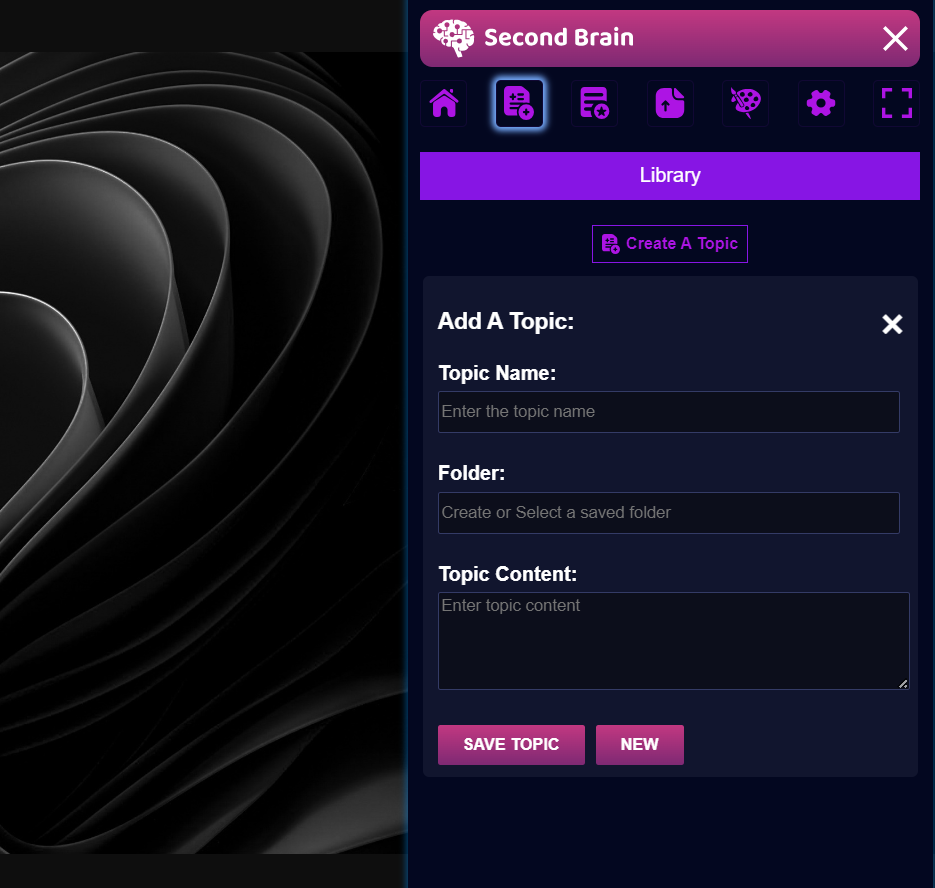 Second Brain
Library
Create A Topic
Add A Topic:
Topic Name:
Enter the topic name
Folder:
Create or Select a saved folder
Topic Content:
Enter topic content
SAVE TOPIC
NEW